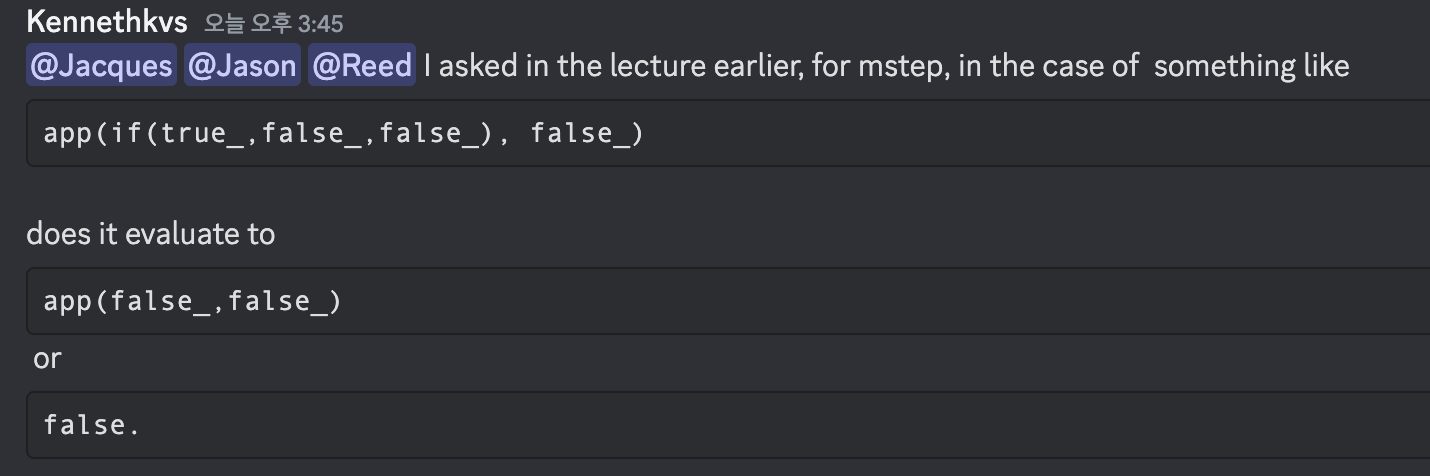 Kennethkvs 오늘 오후 3:45
@Jacques @Jason @Reed I asked in the lecture earlier, for mstep, in the case of something like
app(if(true_,false_,false_), false_)
does it evaluate to
app(false_,false_)
or
false.